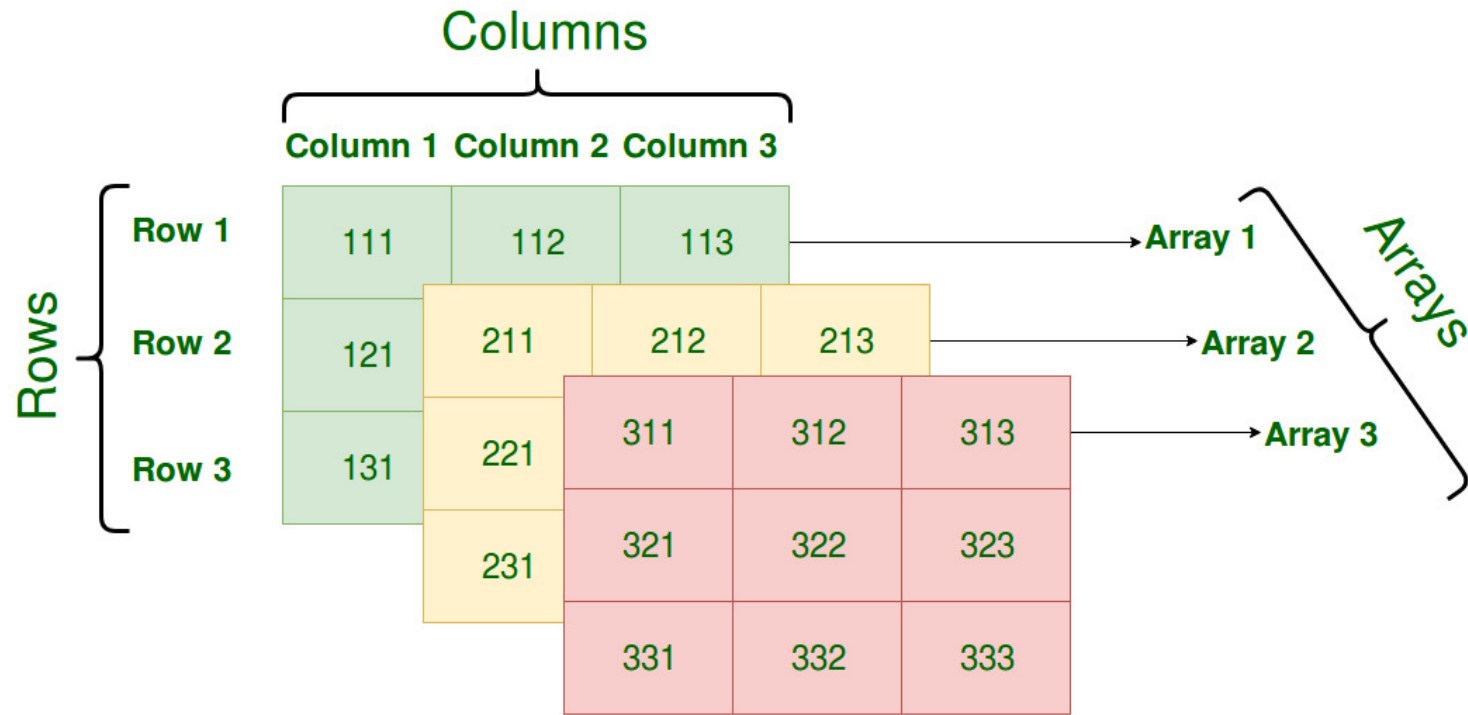 Columns
Column 1 Column 2 Column 3
Rows
Row 1 111 112 113 Array 1
Arrays
Row 2 121 211 212 213 Array 2
Row 3 131 221 311 312 313 Array 3
231 321 322 323
331 332 333